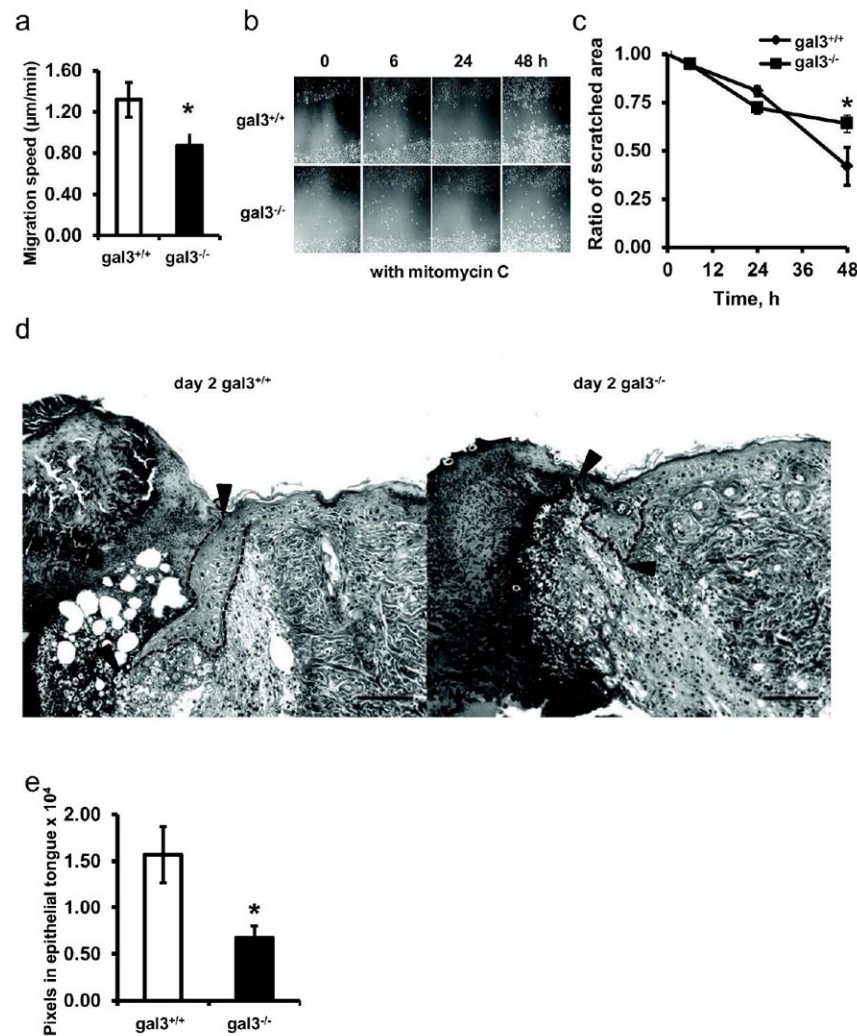 a
Migration speed (μm/min)
1.60
1.20
0.80
0.40
0.00
*
gal3+/+
gal3-/-
b
0
6
24
48 h
gal3+/+
gal3-/-
with mitomycin C
c
gal3+/+
gal3-/-
Ratio of scratched area
1.00
0.75
0.50
0.25
0.00
*
0
12
24
36
48
Time, h
d
day 2 gal3+/+
day 2 gal3-/-
e
Pixels in epithelial tongue x 10⁴
2.00
1.50
1.00
0.50
0.00
*
gal3+/+
gal3-/-